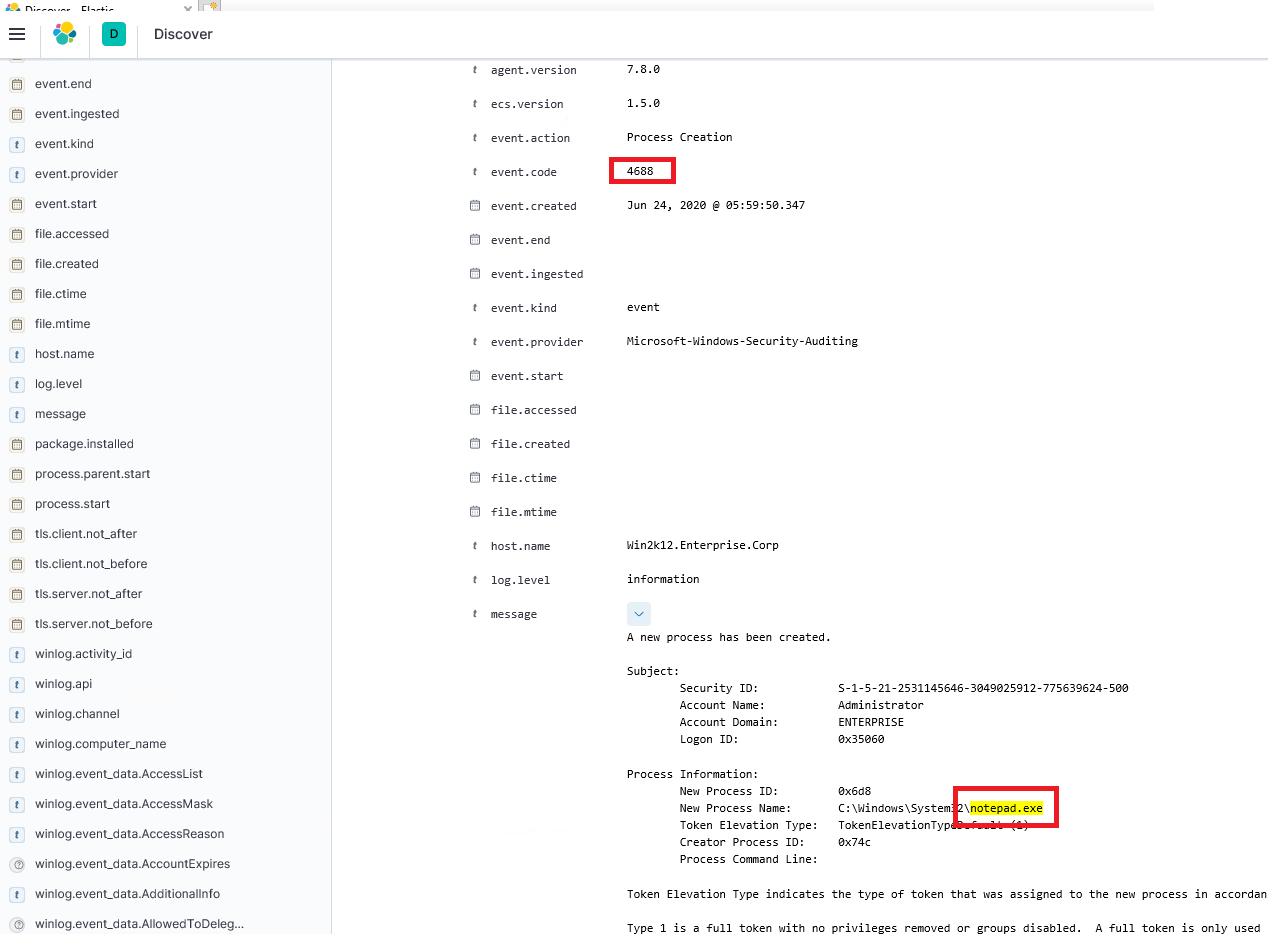 Discover - Elastic
D
Discover
event.end
event.ingested
event.kind
event.provider
event.start
file.accessed
file.created
file.ctime
file.mtime
host.name
log.level
message
package.installed
process.parent.start
process.start
tls.client.not_after
tls.client.not_before
tls.server.not_after
tls.server.not_before
winlog.activity_id
winlog.api
winlog.channel
winlog.computer_name
winlog.event_data.AccessList
winlog.event_data.AccessMask
winlog.event_data.AccessReason
winlog.event_data.AccountExpires
winlog.event_data.AdditionalInfo
winlog.event_data.AllowedToDeleg...
t agent.version 7.8.0
t ecs.version 1.5.0
t event.action Process Creation
t event.code 4688
event.created Jun 24, 2020 @ 05:59:50.347
event.end
event.ingested
t event.kind event
t event.provider Microsoft-Windows-Security-Auditing
event.start
file.accessed
file.created
file.ctime
file.mtime
t host.name Win2k12.Enterprise.Corp
t log.level information
t message
A new process has been created.
Subject:
Security ID: S-1-5-21-2531145646-3049025912-775639624-500
Account Name: Administrator
Account Domain: ENTERPRISE
Logon ID: 0x35060
Process Information:
New Process ID: 0x6d8
New Process Name: C:\Windows\System32\notepad.exe
Token Elevation Type: TokenElevationTypeDefault (1)
Creator Process ID: 0x74c
Process Command Line:
Token Elevation Type indicates the type of token that was assigned to the new process in accordan
Type 1 is a full token with no privileges removed or groups disabled. A full token is only used